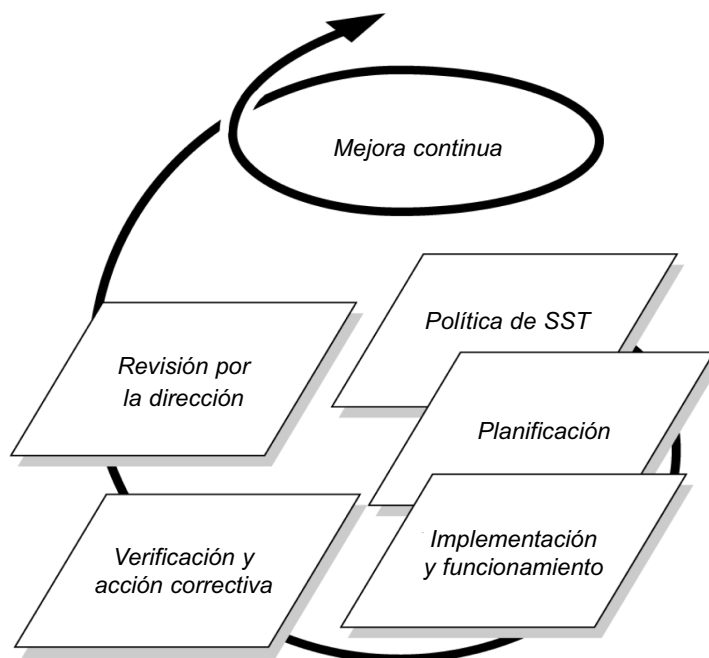 Mejora continua
Política de SST
Revisión por
la dirección
Planificación
Implementación
y funcionamiento
Verificación y
acción correctiva